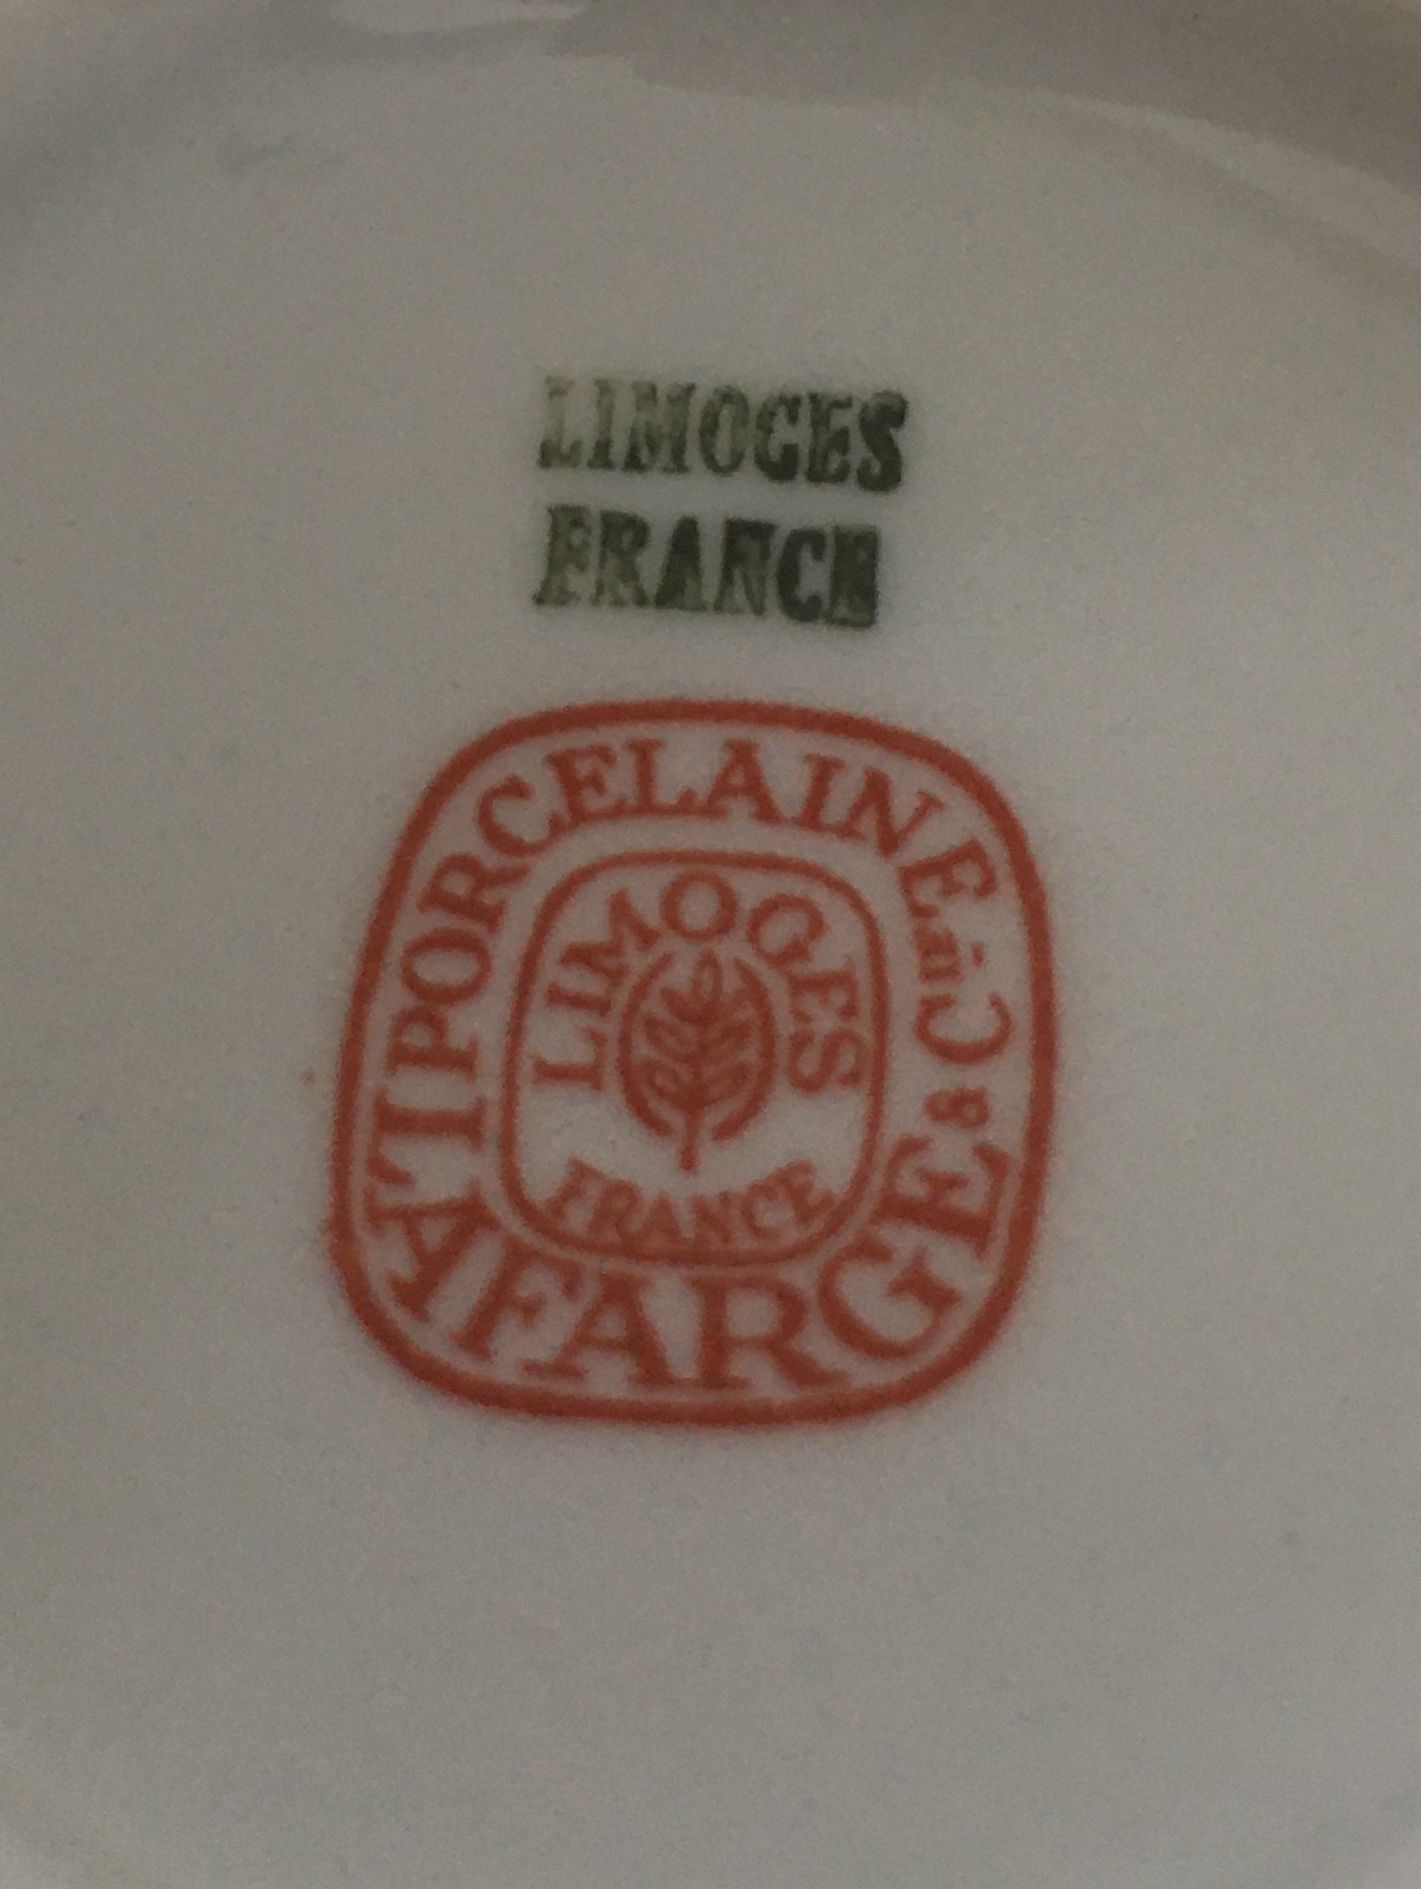 LIMOGES
FRANCE
PORCELAINE
LAFARGE & Cie
LIMOGES
FRANCE